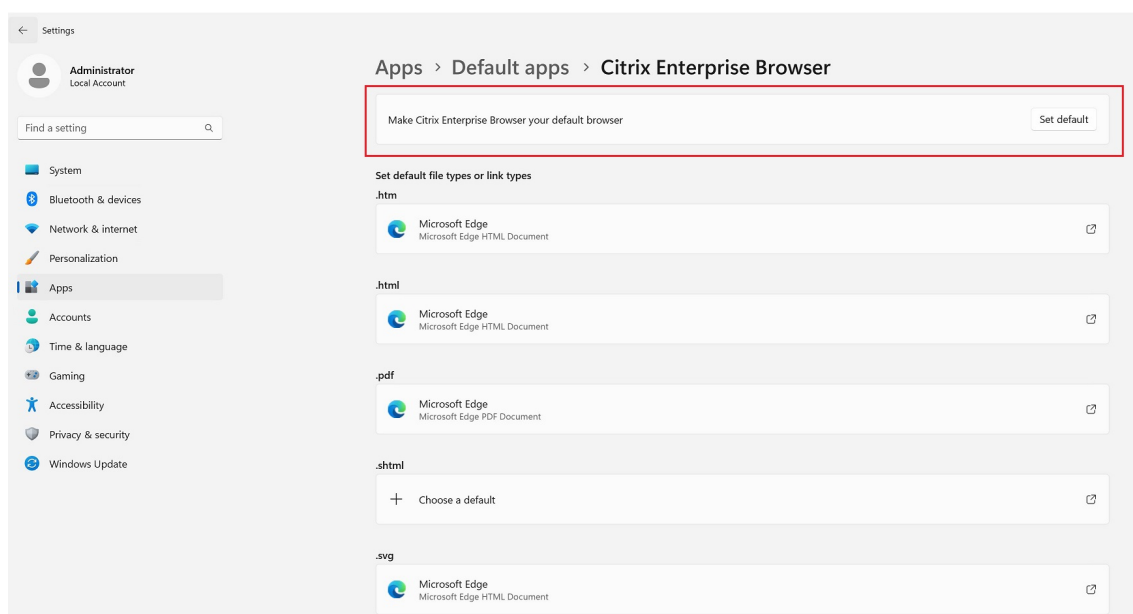 Settings
Administrator
Local Account
Find a setting
System
Bluetooth & devices
Network & internet
Personalization
Apps
Accounts
Time & language
Gaming
Accessibility
Privacy & security
Windows Update
Apps > Default apps > Citrix Enterprise Browser
Make Citrix Enterprise Browser your default browser
Set default
Set default file types or link types
.htm
Microsoft Edge
Microsoft Edge HTML Document
.html
Microsoft Edge
Microsoft Edge HTML Document
.pdf
Microsoft Edge
Microsoft Edge PDF Document
.shtml
Choose a default
.svg
Microsoft Edge
Microsoft Edge HTML Document